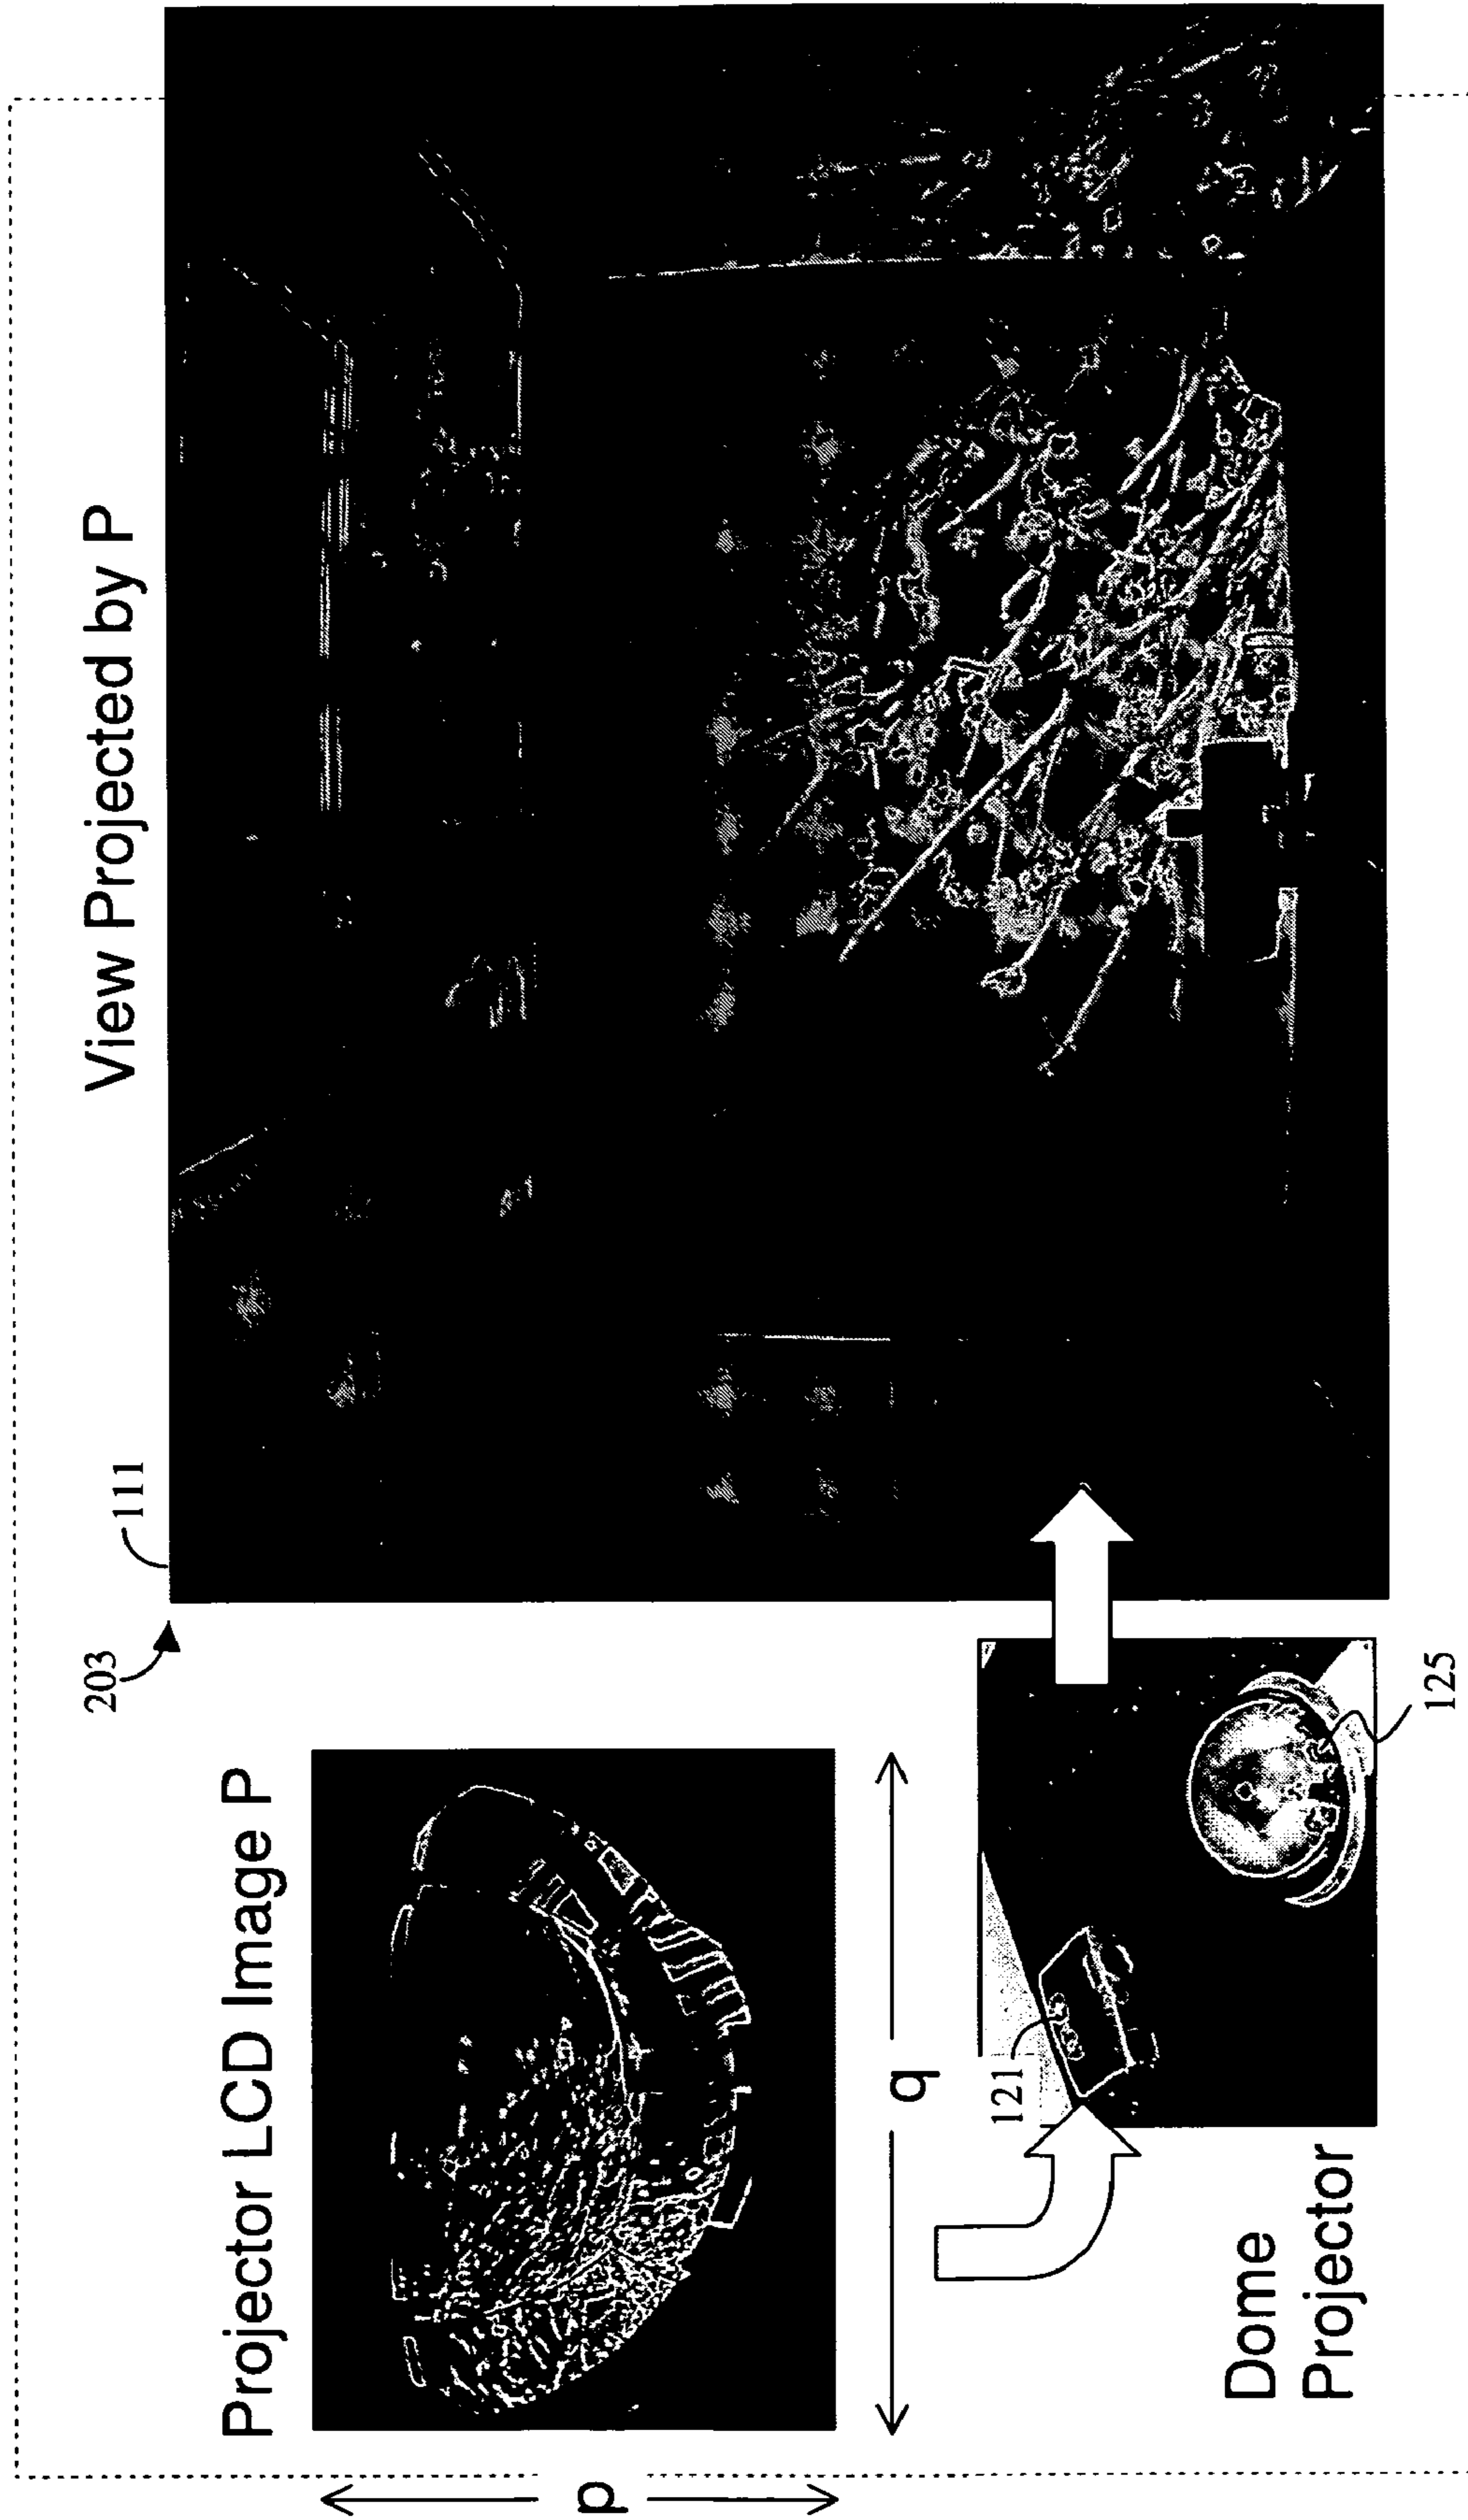 Projector LCD Image P
203
111
View Projected by P
p
q
121
Dome
Projector
125